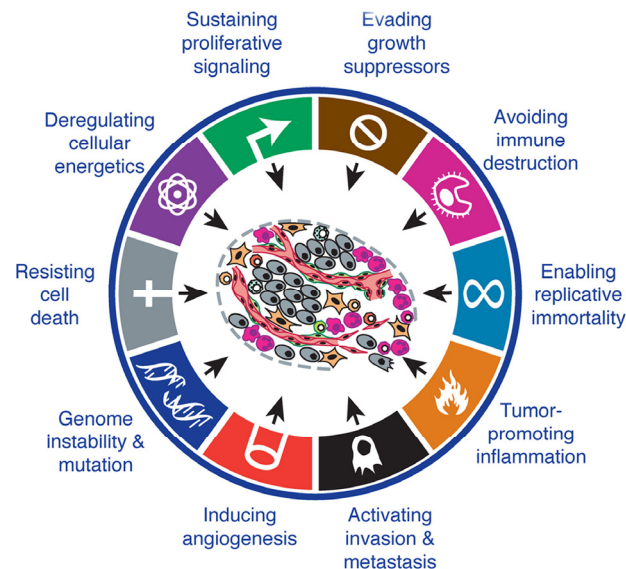 Sustaining
proliferative
signaling
Evading
growth
suppressors
Avoiding
immune
destruction
Enabling
replicative
immortality
Tumor-
promoting
inflammation
Activating
invasion &
metastasis
Inducing
angiogenesis
Genome
instability &
mutation
Resisting
cell
death
Deregulating
cellular
energetics